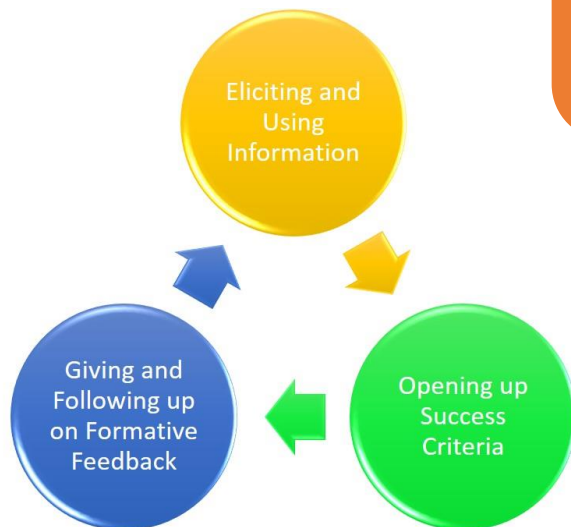 Eliciting and
Using
Information
Opening up
Success
Criteria
Giving and
Following up
on Formative
Feedback